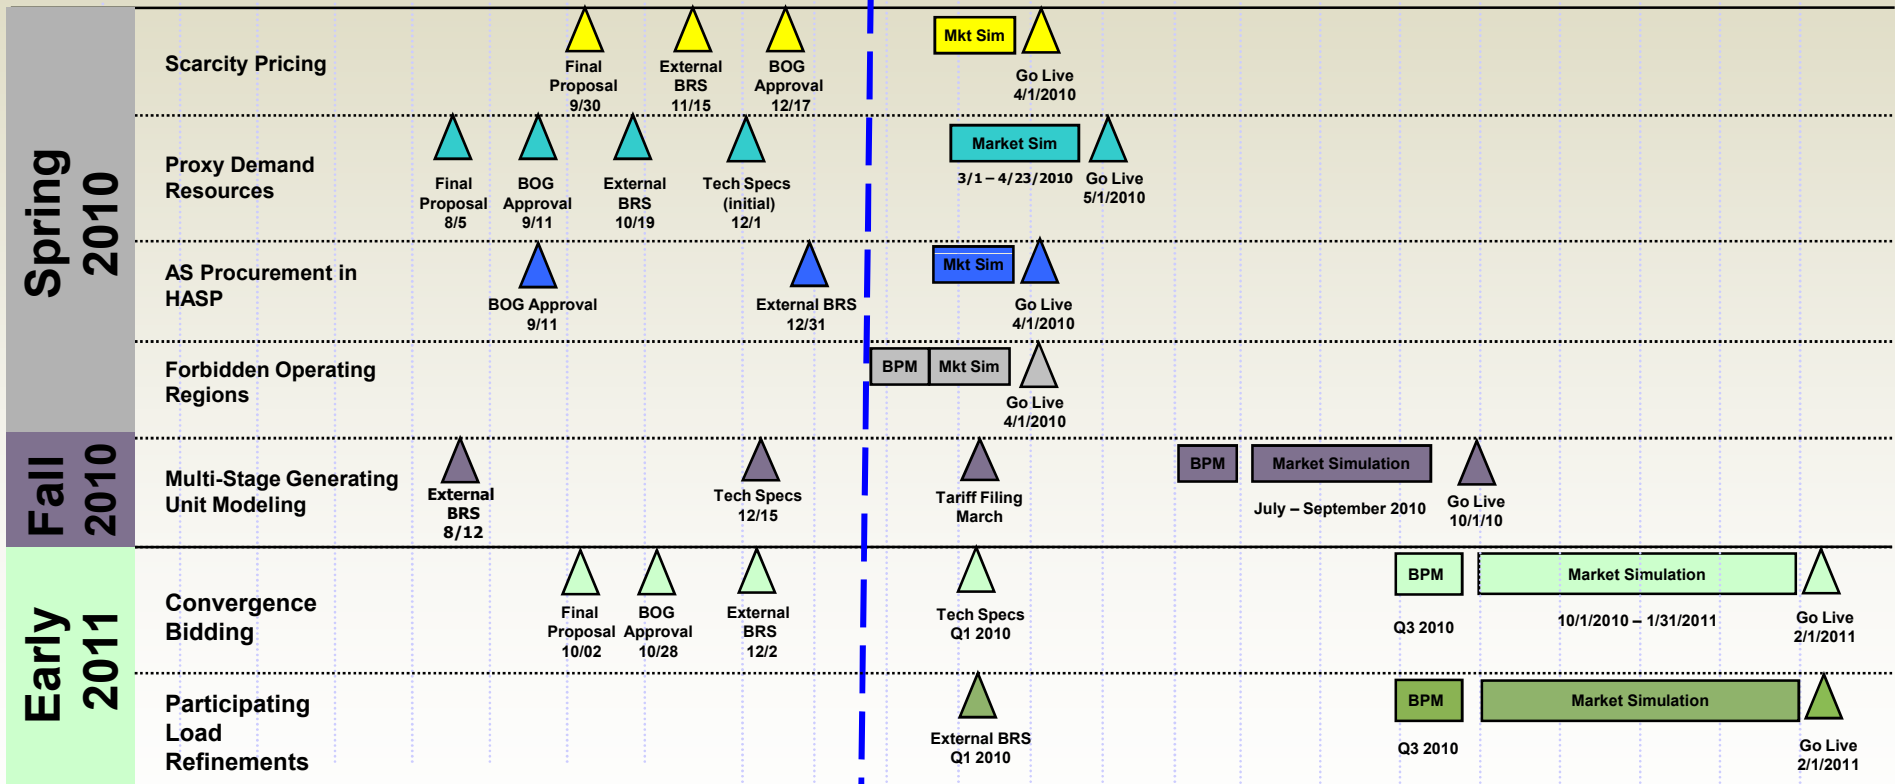 Spring
2010
Scarcity Pricing
Final
Proposal
9/30
External
BRS
11/15
BOG
Approval
12/17
Mkt Sim
Go Live
4/1/2010
Proxy Demand
Resources
Final
Proposal
8/5
BOG
Approval
9/11
External
BRS
10/19
Tech Specs
(initial)
12/1
Market Sim
3/1 – 4/23/2010
Go Live
5/1/2010
AS Procurement in
HASP
BOG Approval
9/11
External BRS
12/31
Mkt Sim
Go Live
4/1/2010
Forbidden Operating
Regions
BPM
Mkt Sim
Go Live
4/1/2010
Fall
2010
Multi-Stage Generating
Unit Modeling
External
BRS
8/12
Tech Specs
12/15
Tariff Filing
March
BPM
Market Simulation
July – September 2010
Go Live
10/1/10
Early
2011
Convergence
Bidding
Final
Proposal
10/02
BOG
Approval
10/28
External
BRS
12/2
Tech Specs
Q1 2010
BPM
Q3 2010
Market Simulation
10/1/2010 – 1/31/2011
Go Live
2/1/2011
Participating
Load
Refinements
External BRS
Q1 2010
BPM
Q3 2010
Market Simulation
Go Live
2/1/2011